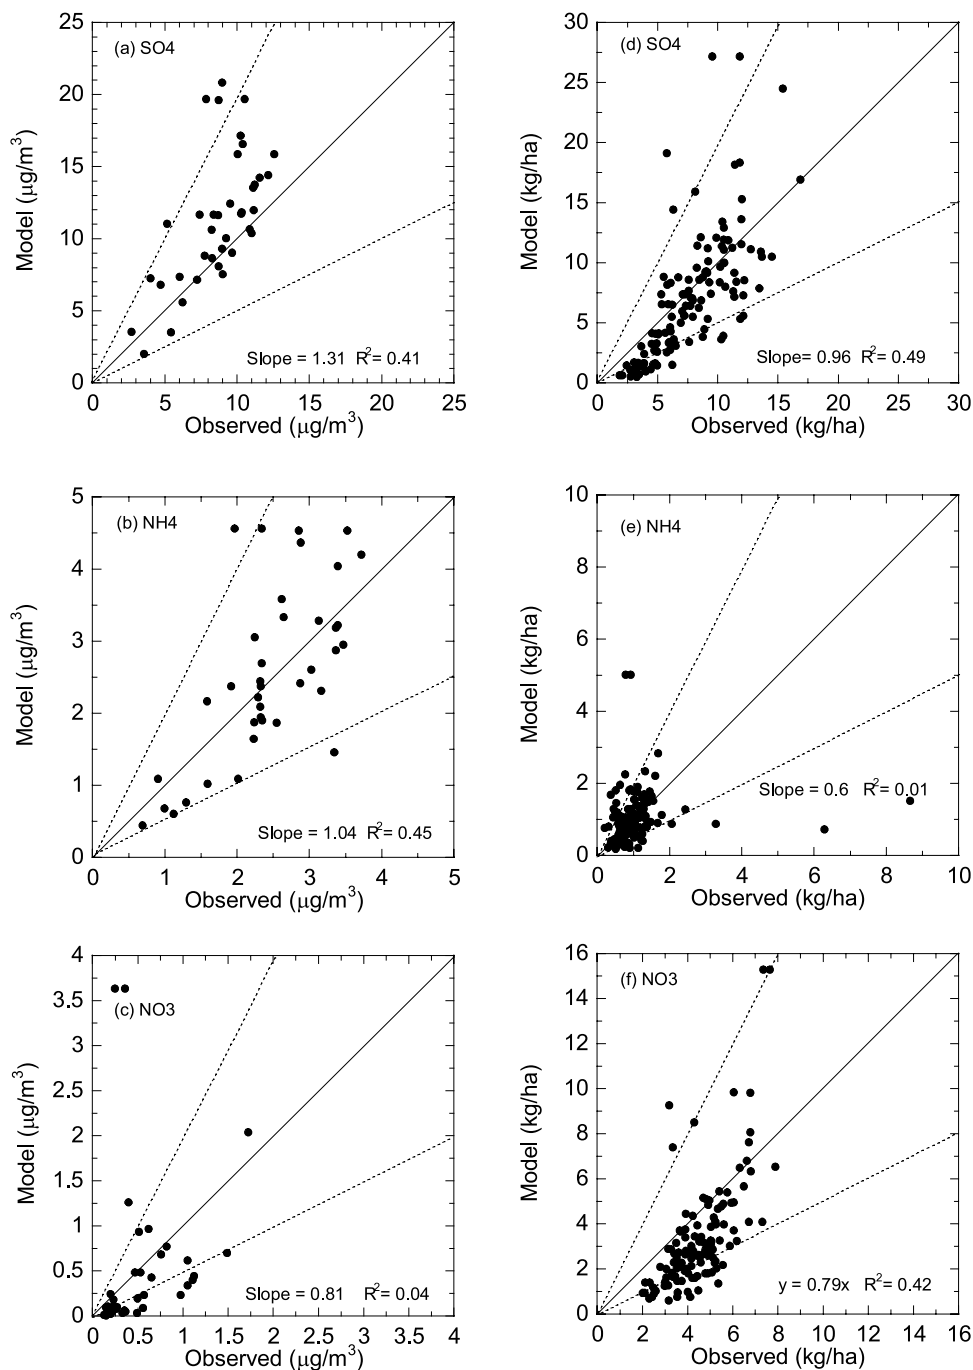 25
20
15
10
5
0
(a) SO4
Slope = 1.31 R²= 0.41
Model (μg/m³)
0 5 10 15 20 25
Observed (μg/m³)
30
25
20
15
10
5
0
(d) SO4
Slope= 0.96 R²= 0.49
Model (kg/ha)
0 5 10 15 20 25 30
Observed (kg/ha)
5
4
3
2
1
0
(b) NH4
Slope = 1.04 R²= 0.45
Model (μg/m³)
0 1 2 3 4 5
Observed (μg/m³)
10
8
6
4
2
0
(e) NH4
Slope = 0.6 R²= 0.01
Model (kg/ha)
0 2 4 6 8 10
Observed (kg/ha)
4
3.5
3
2.5
2
1.5
1
0.5
0
(c) NO3
Slope = 0.81 R²= 0.04
Model (μg/m³)
0 0.5 1 1.5 2 2.5 3 3.5 4
Observed (μg/m³)
16
14
12
10
8
6
4
2
0
(f) NO3
y = 0.79x R²= 0.42
Model (kg/ha)
0 2 4 6 8 10 12 14 16
Observed (kg/ha)